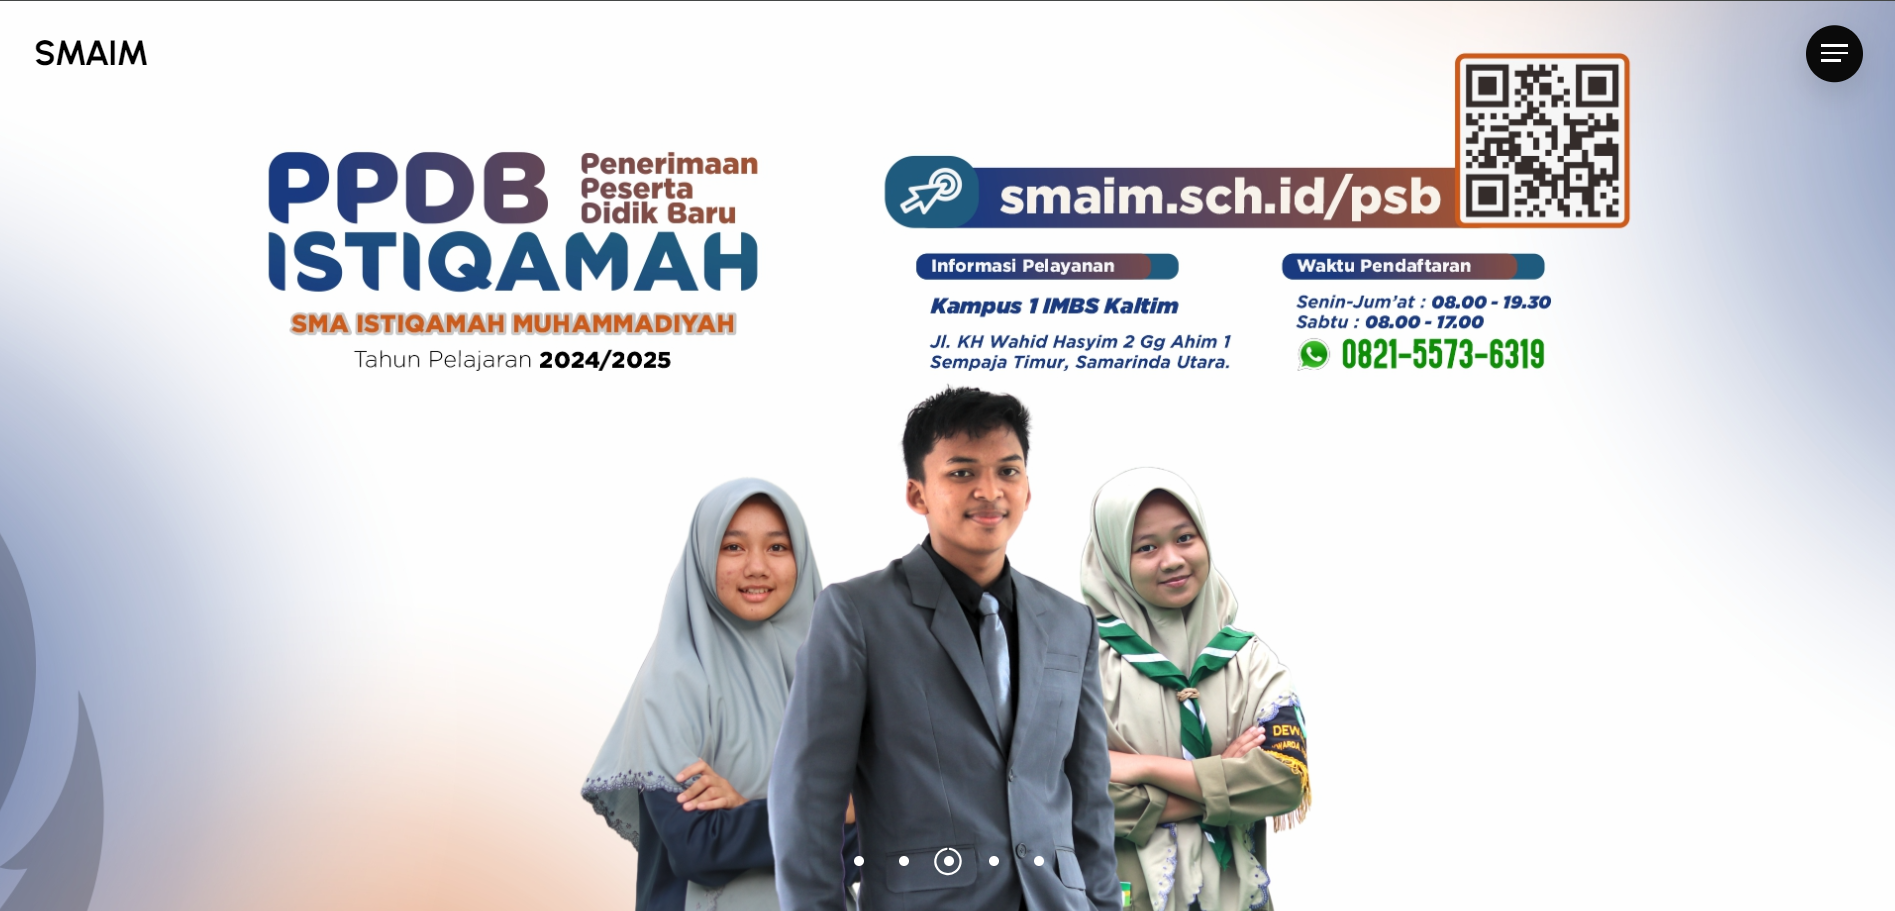 SMAIM
PPDB
Penerimaan
Peserta
Didik Baru
ISTIQAMAH
SMA ISTIQAMAH MUHAMMADIYAH
Tahun Pelajaran 2024/2025
smaim.sch.id/psb
Informasi Pelayanan
Kampus 1 IMBS Kaltim
Jl. KH Wahid Hasyim 2 Gg Ahim 1
Sempaja Timur, Samarinda Utara.
Waktu Pendaftaran
Senin-Jum'at : 08.00 - 19.30
Sabtu : 08.00 - 17.00
0821-5573-6319